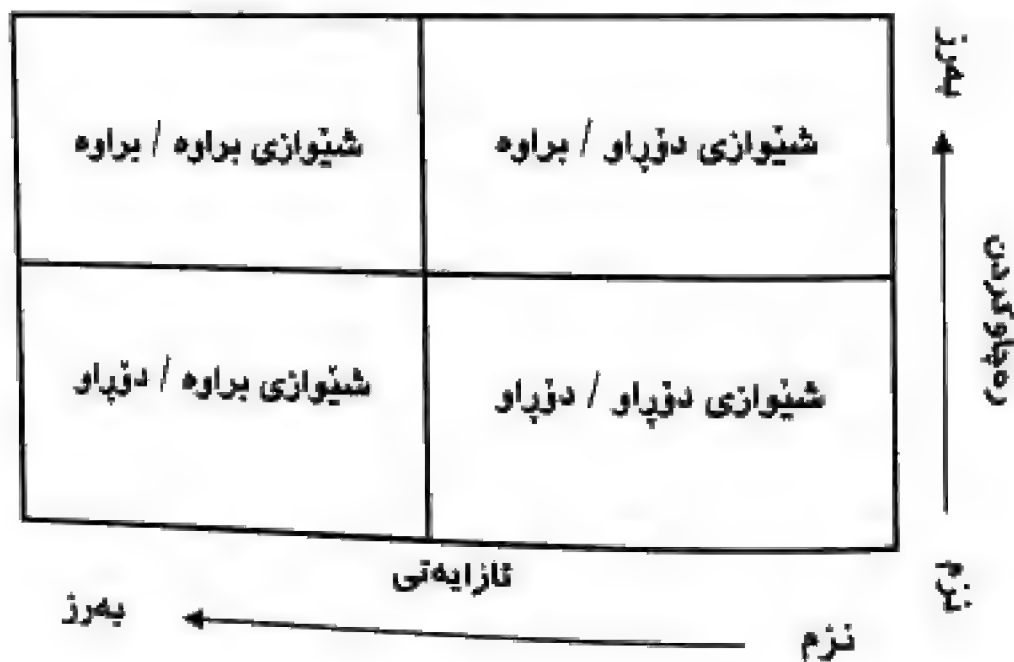 شێوازی دۆڕاو / براوە
شێوازی براوە / براوە
بەرز
ڕەچاوکردن
شێوازی دۆڕاو / دۆڕاو
شێوازی براوە / دۆڕاو
نزم
ئازایەتی
نزم
بەرز